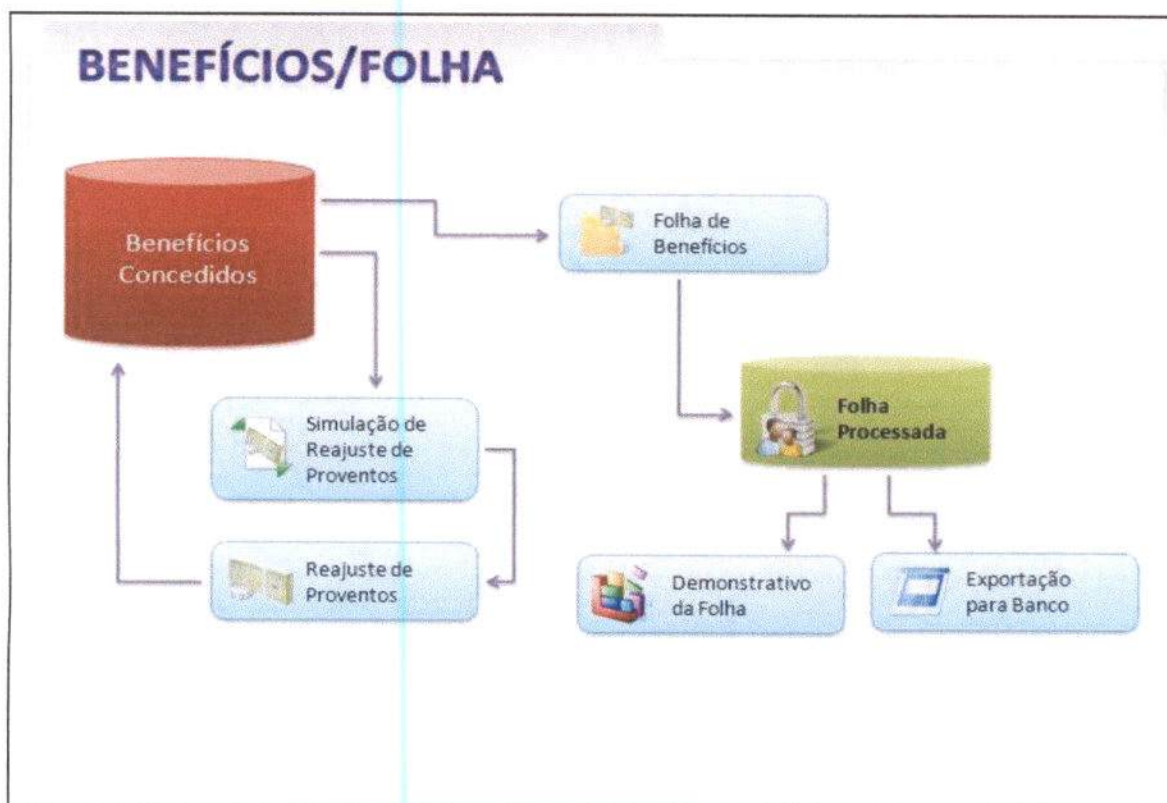 BENEFÍCIOS/FOLHA
Benefícios
Concedidos
Folha de
Benefícios
Folha
Processada
Simulação de
Reajuste de
Proventos
Reajuste de
Proventos
Demonstrativo
da Folha
Exportação
para Banco